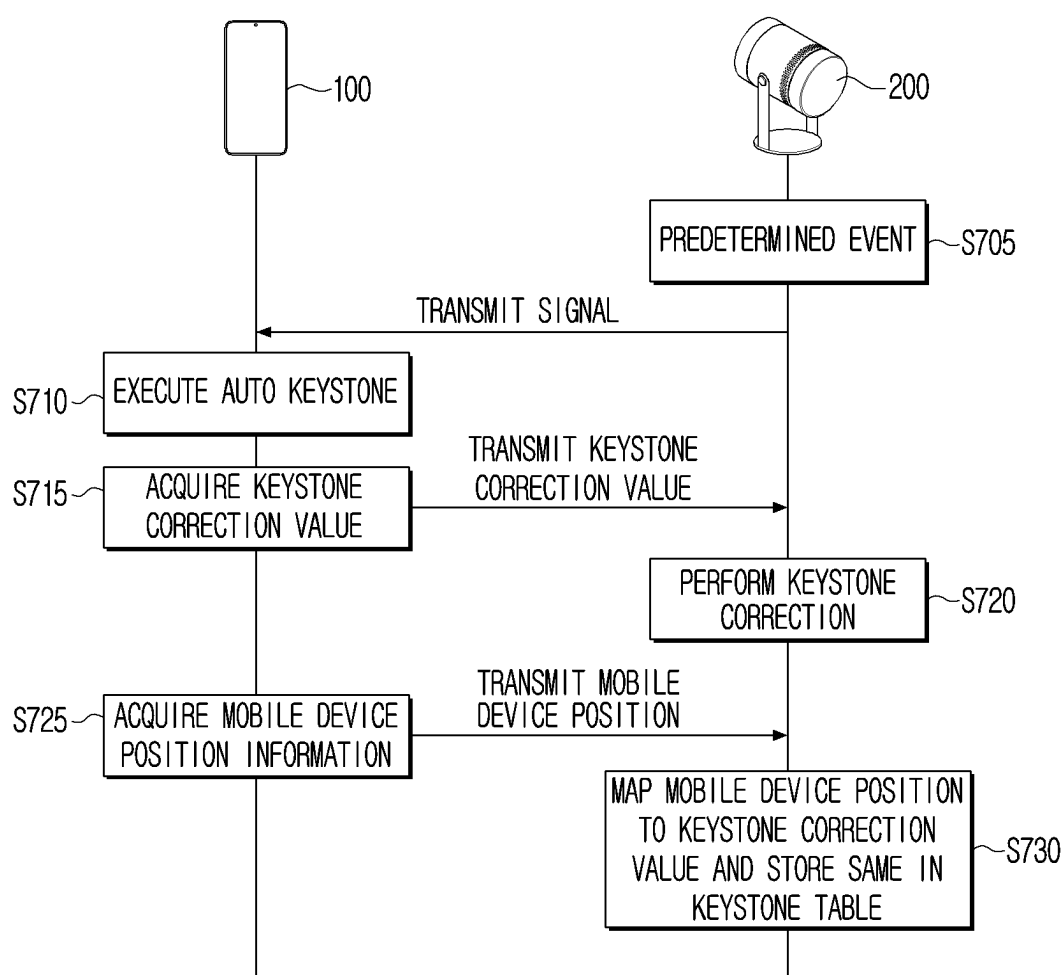 100
200
PREDETERMINED EVENT
S705
TRANSMIT SIGNAL
S710
EXECUTE AUTO KEYSTONE
S715
ACQUIRE KEYSTONE
CORRECTION VALUE
TRANSMIT KEYSTONE
CORRECTION VALUE
PERFORM KEYSTONE
CORRECTION
S720
S725
ACQUIRE MOBILE DEVICE
POSITION INFORMATION
TRANSMIT MOBILE
DEVICE POSITION
MAP MOBILE DEVICE POSITION
TO KEYSTONE CORRECTION
VALUE AND STORE SAME IN
KEYSTONE TABLE
S730